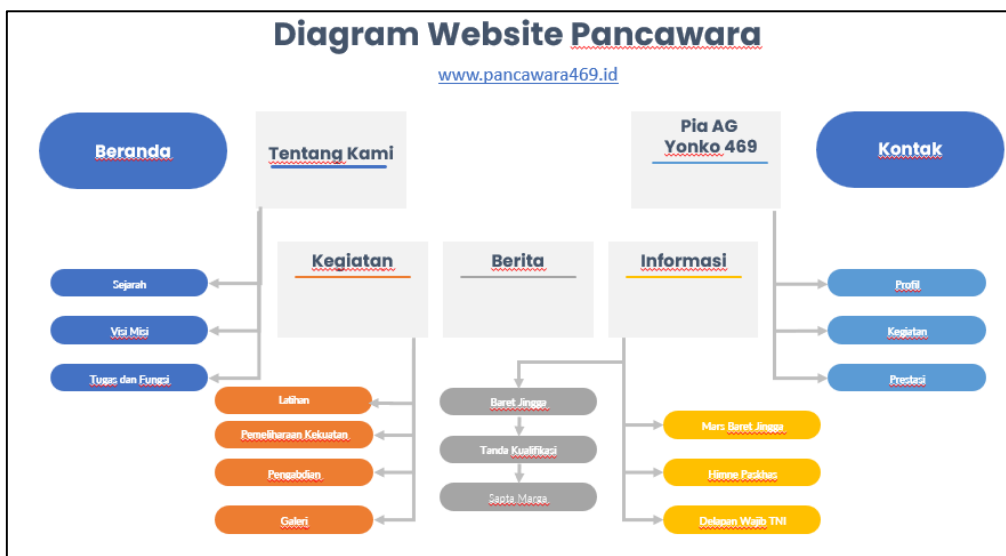 Diagram Website Pancawara
www.pancawara469.id
Beranda
Tentang Kami
Pia AG
Yonko 469
Kontak
Kegiatan
Berita
Informasi
Sejarah
Visi Misi
Tugas dan Fungsi
Profil
Kegiatan
Prestasi
Latihan
Pemeliharaan Kekuatan
Pengabdian
Galeri
Baret Jingga
Tanda Kualifikasi
Sapta Marga
Mars Baret Jingga
Himne Paskhas
Delapan Wajib TNI